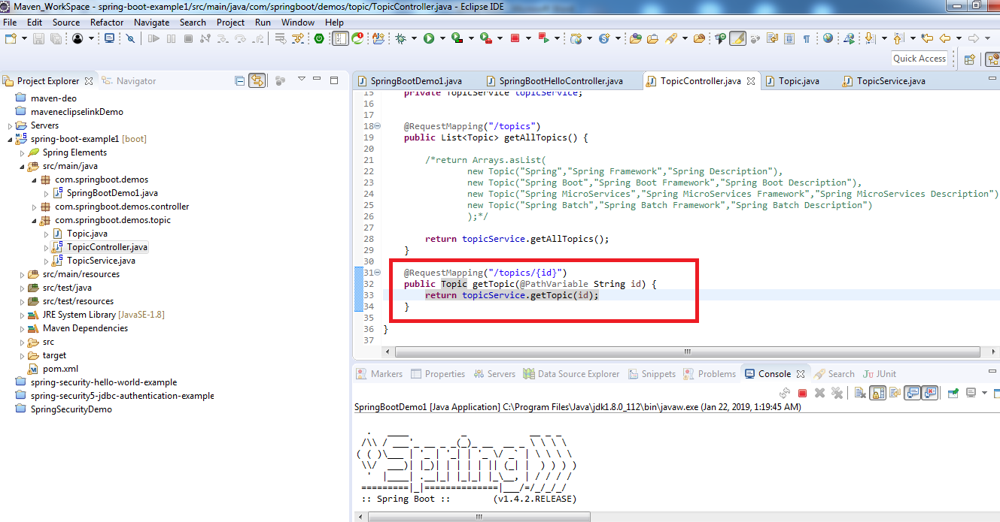 Maven_WorkSpace - spring-boot-example1/src/main/java/com/springboot/demos/topic/TopicController.java - Eclipse IDE
File Edit Source Refactor Navigate Search Project Run Window Help
Quick Access
Project Explorer Navigator
maven-deo
maveneclipselinkDemo
Servers
spring-boot-example1 [boot]
Spring Elements
src/main/java
com.springboot.demos
SpringBootDemo1.java
com.springboot.demos.controller
com.springboot.demos.topic
Topic.java
TopicController.java
TopicService.java
src/main/resources
src/test/java
src/test/resources
JRE System Library [JavaSE-1.8]
Maven Dependencies
src
target
pom.xml
spring-security-hello-world-example
spring-security5-jdbc-authentication-example
SpringSecurityDemo
SpringBootDemo1.java SpringBootHelloController.java TopicController.java Topic.java TopicService.java
15 private TopicService topicService;
16
17
18 @RequestMapping("/topics")
19 public List<Topic> getAllTopics() {
20
21 /*return Arrays.asList(
22 new Topic("Spring","Spring Framework","Spring Description"),
23 new Topic("Spring Boot","Spring Boot Framework","Spring Boot Description"),
24 new Topic("Spring MicroServices","Spring MicroServices Framework","Spring MicroServices Description")
25 new Topic("Spring Batch","Spring Batch Framework","Spring Batch Description")
26 );*/
27
28 return topicService.getAllTopics();
29 }
30
31 @RequestMapping("/topics/{id}")
32 public Topic getTopic(@PathVariable String id) {
33 return topicService.getTopic(id);
34 }
35
36 }
37
Markers Properties Servers Data Source Explorer Snippets Problems Console Search JUnit
SpringBootDemo1 [Java Application] C:\Program Files\Java\jdk1.8.0_112\bin\javaw.exe (Jan 22, 2019, 1:19:45 AM)
  .   ____          _            __ _ _
 /\\ / ___'_ __ _ _(_)_ __  __ _ \ \ \ \
( ( )\___ | '_ | '_| | '_ \/ _` | \ \ \ \
 \\/  ___)| |_)| | | | | || (_| |  ) ) ) )
  '  |____| .__|_| |_|_| |_\__, | / / / /
 =========|_|==============|___/=/_/_/_/
 :: Spring Boot ::        (v1.4.2.RELEASE)